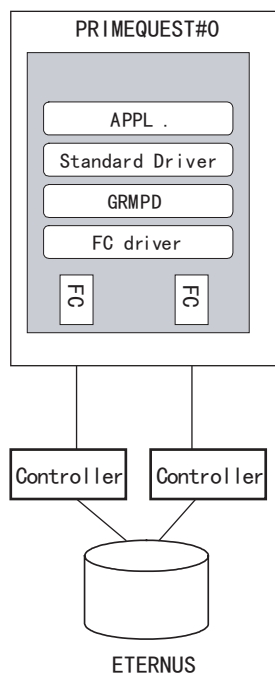 PRIMEQUEST#0
APPL .
Standard Driver
GRMPD
FC driver
FC
FC
Controller
Controller
ETERNUS